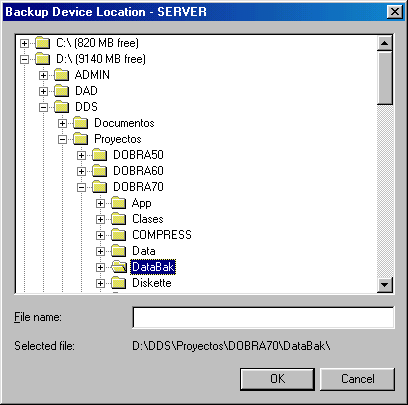 Backup Device Location - SERVER
C:\ (820 MB free)
D:\ (9140 MB free)
ADMIN
DAD
DDS
Documentos
Proyectos
DOBRA50
DOBRA60
DOBRA70
App
Clases
COMPRESS
Data
DataBak
Diskette
File name:
Selected file: D:\DDS\Proyectos\DOBRA70\DataBak\
OK Cancel